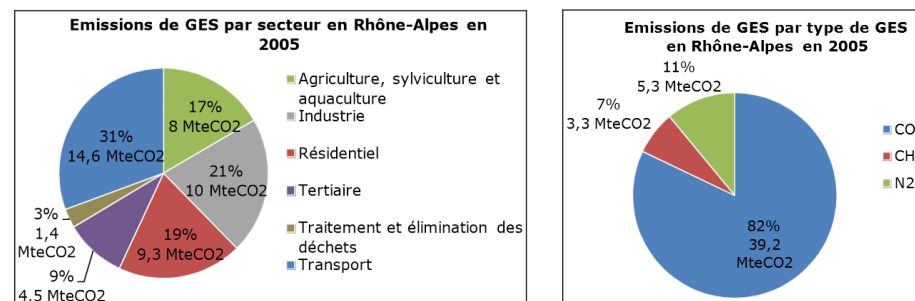 Emissions de GES par secteur en Rhône-Alpes en
2005
17%
8 MteCO2
21%
10 MteCO2
19%
9,3 MteCO2
9%
4,5 MteCO2
3%
1,4
MteCO2
31%
14,6 MteCO2
Agriculture, sylviculture et
aquaculture
Industrie
Résidentiel
Tertiaire
Traitement et élimination des
déchets
Transport
Emissions de GES par type de GES
en Rhône-Alpes en 2005
11%
5,3 MteCO2
7%
3,3 MteCO2
82%
39,2
MteCO2
CO
CH
N2